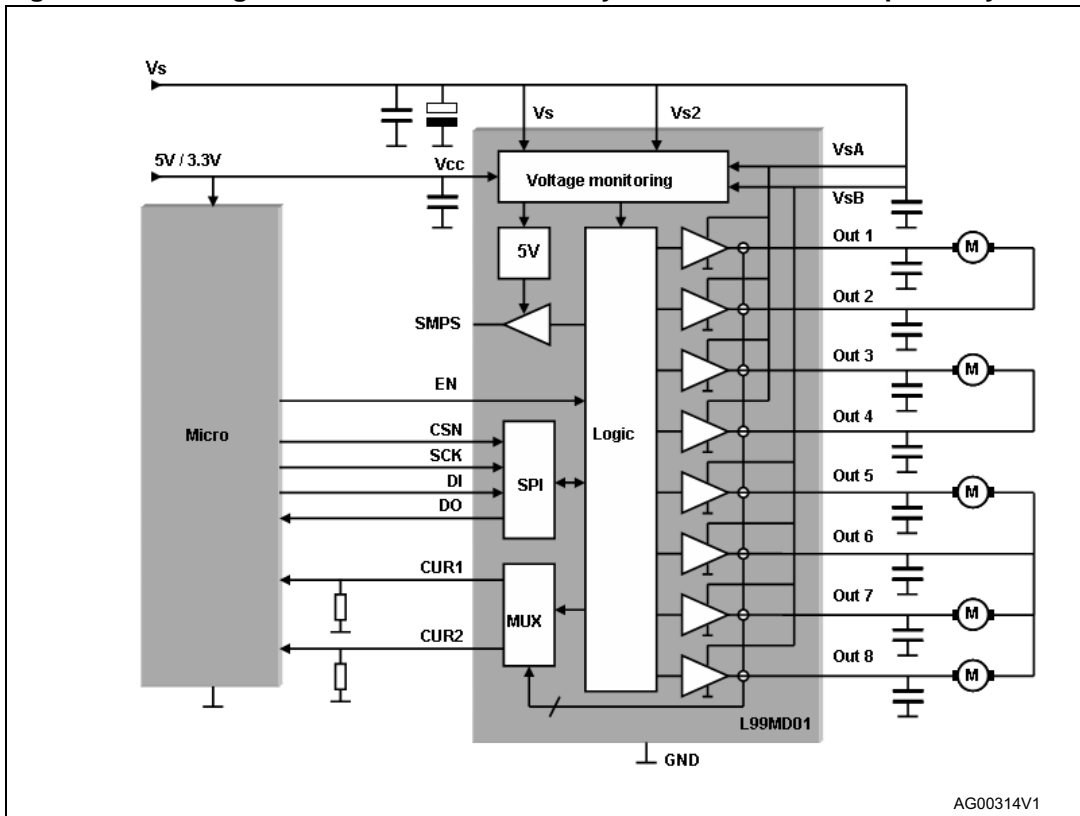 Vs
Vs
Vs2
VsA
5V / 3.3V
Vcc
Voltage monitoring
VsB
Out 1
5V
M
Out 2
SMPS
Out 3
M
EN
Out 4
Micro
CSN
Logic
SCK
Out 5
DI
SPI
M
DO
Out 6
CUR1
Out 7
MUX
M
CUR2
Out 8
M
L99MD01
GND
AG00314V1